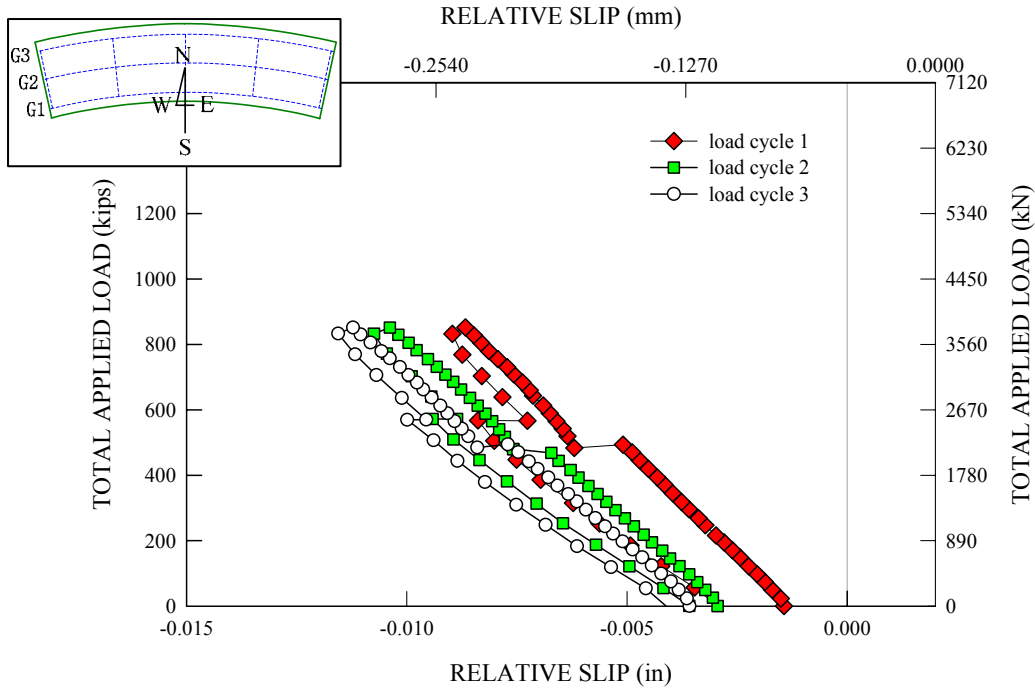 RELATIVE SLIP (mm)
-0.2540 -0.1270 0.0000
G3
G2
G1
N
W E
S
load cycle 1
load cycle 2
load cycle 3
TOTAL APPLIED LOAD (kips)
1200
1000
800
600
400
200
0
7120
6230
5340
4450
3560
2670
1780
890
0
TOTAL APPLIED LOAD (kN)
-0.015 -0.010 -0.005 0.000
RELATIVE SLIP (in)